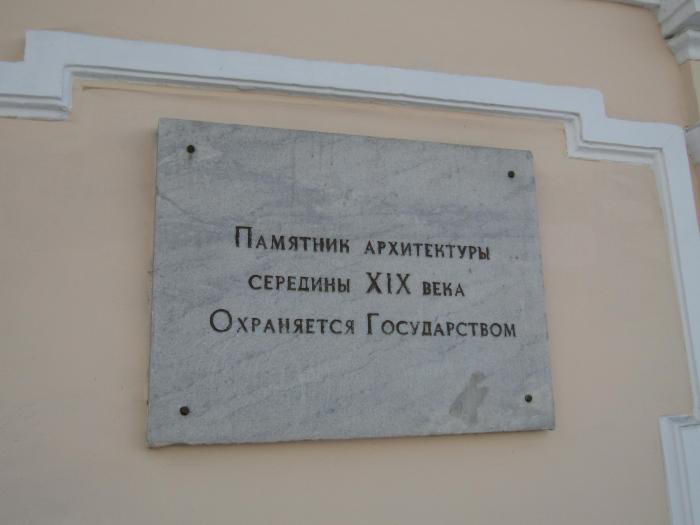 Памятник архитектуры
середины XIX века
Охраняется Государством